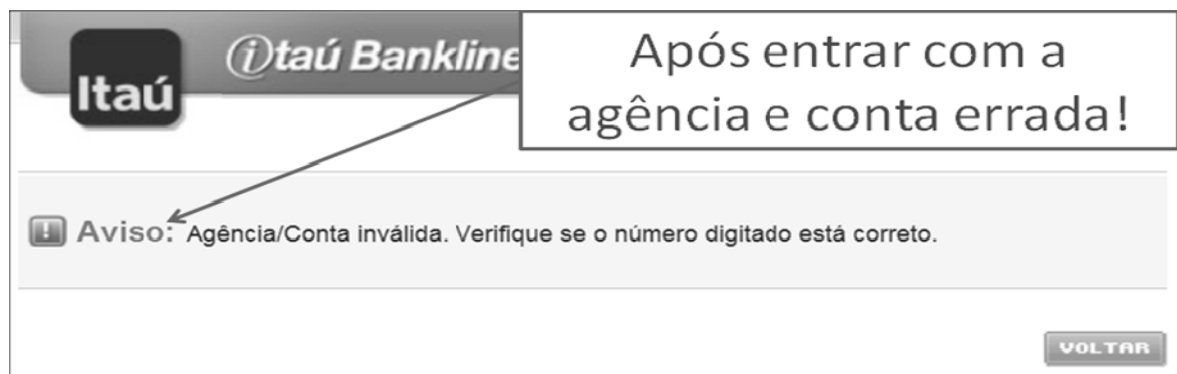 Itaú
itaú Bankline
Após entrar com a
agência e conta errada!
! Aviso: Agência/Conta inválida. Verifique se o número digitado está correto.
VOLTAR